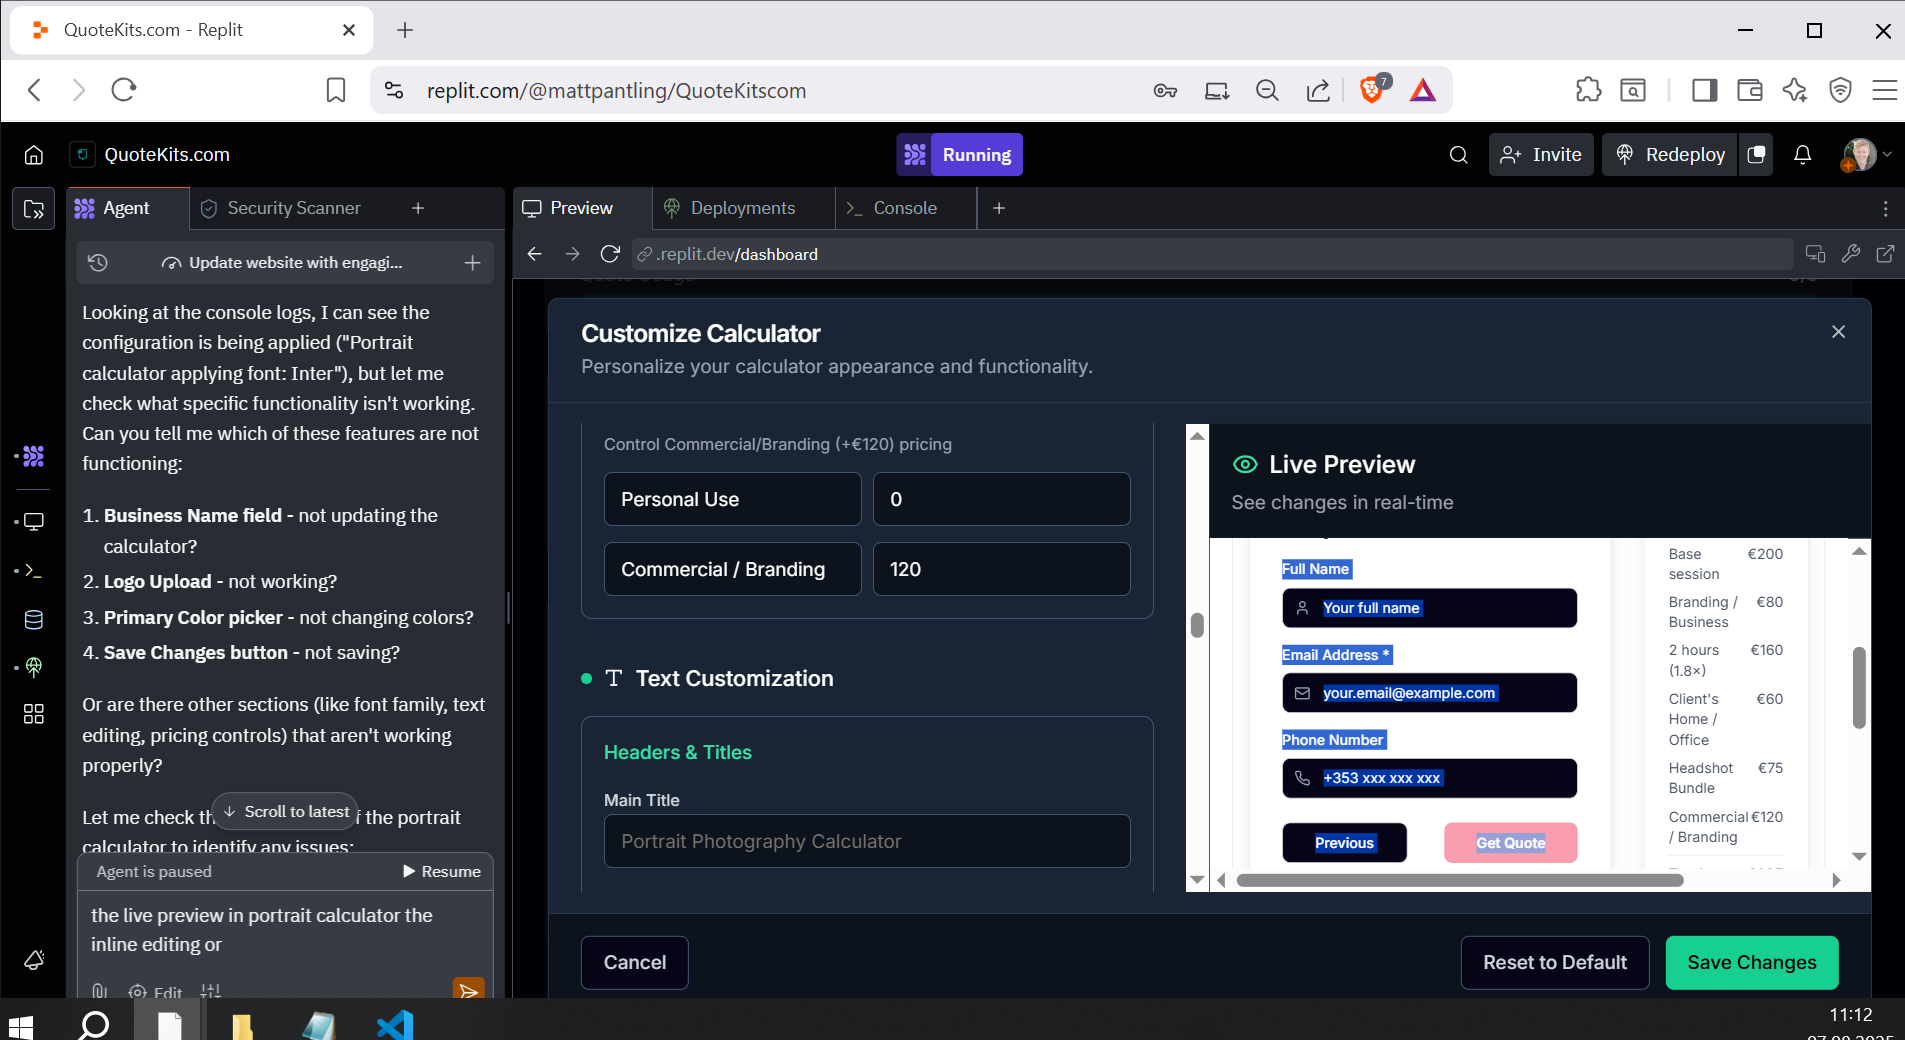 QuoteKits.com - Replit
replit.com/@mattpantling/QuoteKitscom
7
QuoteKits.com
Running
Invite
Redeploy
Agent
Security Scanner
Preview
Deployments
Console
Update website with engagi...
.replit.dev/dashboard
Looking at the console logs, I can see the
configuration is being applied ("Portrait
calculator applying font: Inter"), but let me
check what specific functionality isn't working.
Can you tell me which of these features are not
functioning:
1. Business Name field - not updating the
calculator?
2. Logo Upload - not working?
3. Primary Color picker - not changing colors?
4. Save Changes button - not saving?
Or are there other sections (like font family, text
editing, pricing controls) that aren't working
properly?
Let me check th
f the portrait
Scroll to latest
calculator to identify any issues:
Agent is paused
Resume
the live preview in portrait calculator the
inline editing or
Edit
Quote Usage
Customize Calculator
Personalize your calculator appearance and functionality.
Control Commercial/Branding (+€120) pricing
Personal Use
0
Commercial / Branding
120
Text Customization
Headers & Titles
Main Title
Portrait Photography Calculator
Live Preview
See changes in real-time
Full Name
Your full name
Email Address *
your.email@example.com
Phone Number
+353 xxx xxx xxx
Previous
Get Quote
Base
session
€200
Branding /
Business
€80
2 hours
(1.8×)
€160
Client's
Home /
Office
€60
Headshot
Bundle
€75
Commercial
/ Branding
€120
Cancel
Reset to Default
Save Changes
11:12